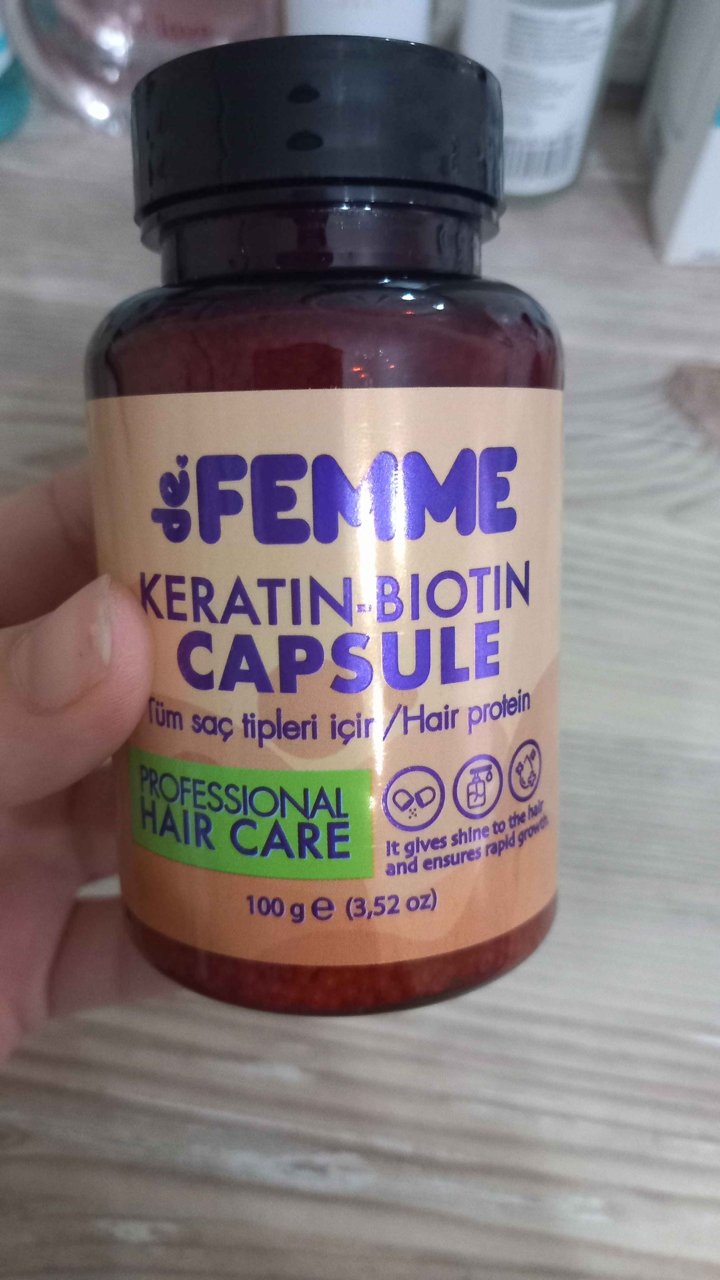 de.
FEMME
KERATIN-BIOTIN
CAPSULE
Tüm saç tipleri için/Hair protein
PROFESSIONAL
HAIR CARE
It gives shine to the hair
and ensures rapid growth
100 g ℮ (3,52 oz)